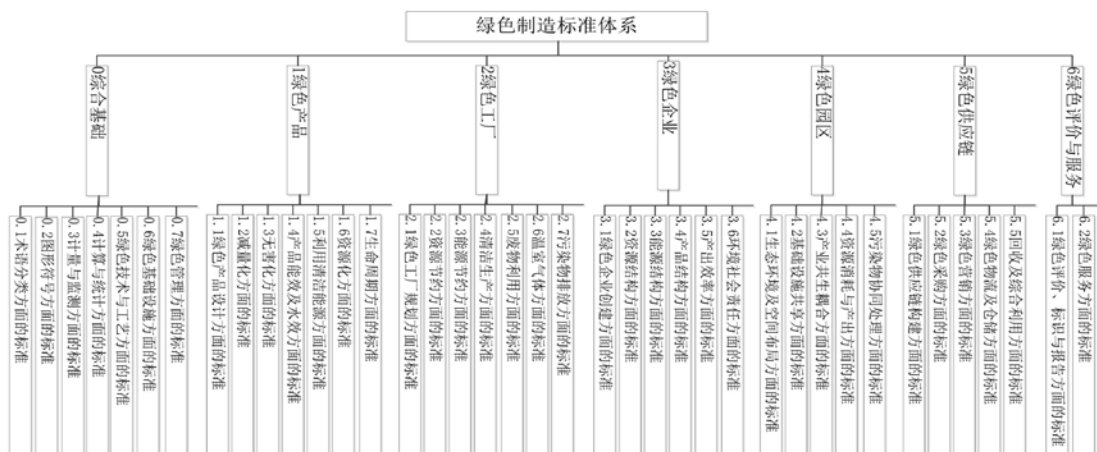 绿色制造标准体系
0综合基础
0.1术语分类方面的标准
0.2图形符号方面的标准
0.3计量与监测方面的标准
0.4计算与统计方面的标准
0.5绿色技术与工艺方面的标准
0.6绿色基础设施方面的标准
0.7绿色管理方面的标准
1绿色产品
1.1绿色产品设计方面的标准
1.2减量化方面的标准
1.3无害化方面的标准
1.4产品能效及水效方面的标准
1.5利用清洁能源方面的标准
1.6资源化方面的标准
1.7生命周期方面的标准
2绿色工厂
2.1绿色工厂规划方面的标准
2.2资源节约方面的标准
2.3能源节约方面的标准
2.4清洁生产方面的标准
2.5废物利用方面的标准
2.6温室气体方面的标准
2.7污染物排放方面的标准
3绿色企业
3.1绿色企业创建方面的标准
3.2资源结构方面的标准
3.3能源结构方面的标准
3.4产品结构方面的标准
3.5产出效率方面的标准
3.6环境社会责任方面的标准
4绿色园区
4.1生态环境及空间布局方面的标准
4.2基础设施共享方面的标准
4.3产业共生耦合方面的标准
4.4资源消耗与产出方面的标准
4.5污染物协同处理方面的标准
5绿色供应链
5.1绿色供应链构建方面的标准
5.2绿色采购方面的标准
5.3绿色营销方面的标准
5.4绿色物流及仓储方面的标准
5.5回收及综合利用方面的标准
6绿色评价与服务
6.1绿色评价、标识与报告方面的标准
6.2绿色服务方面的标准